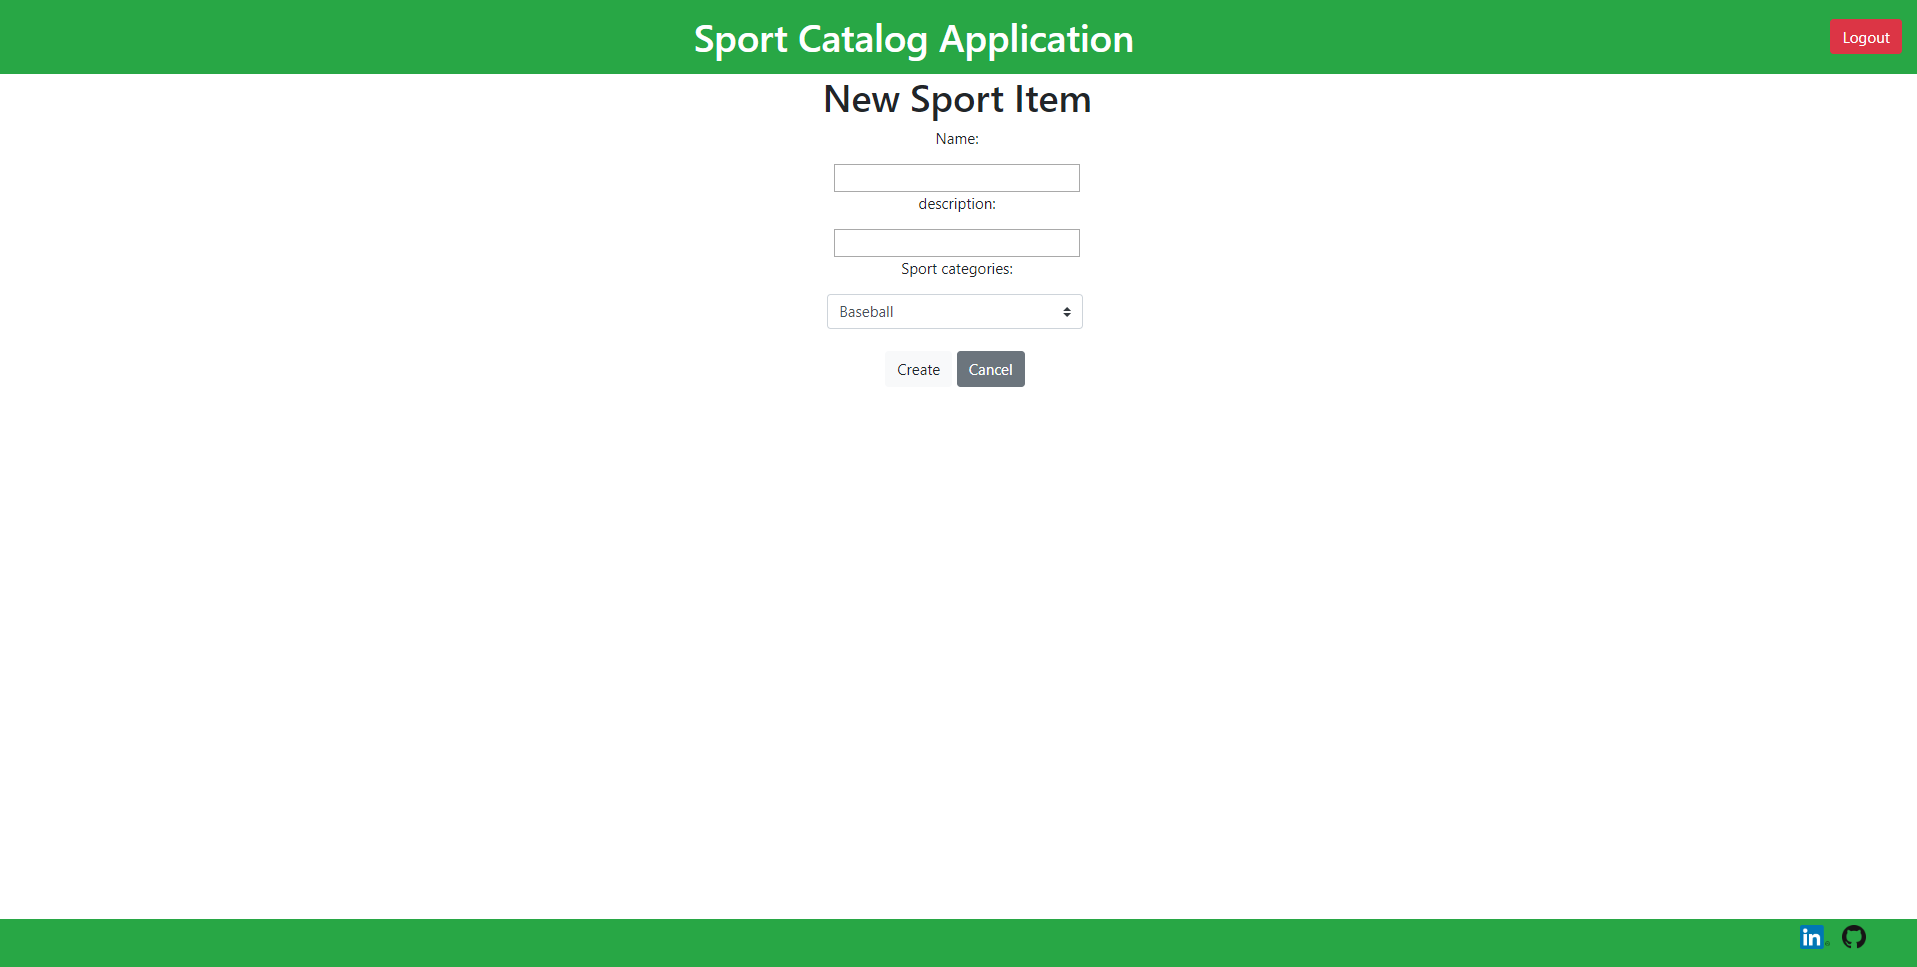 Sport Catalog Application
Logout
New Sport Item
Name:
description:
Sport categories:
Baseball
Create Cancel
in